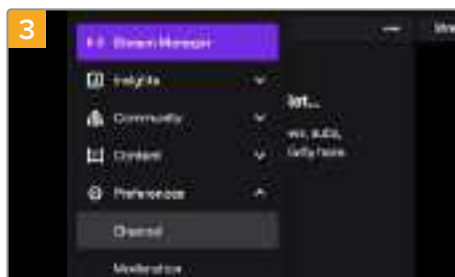 3
Stream Manager
Insights
Community
Content
Preferences
Channel
Moderation